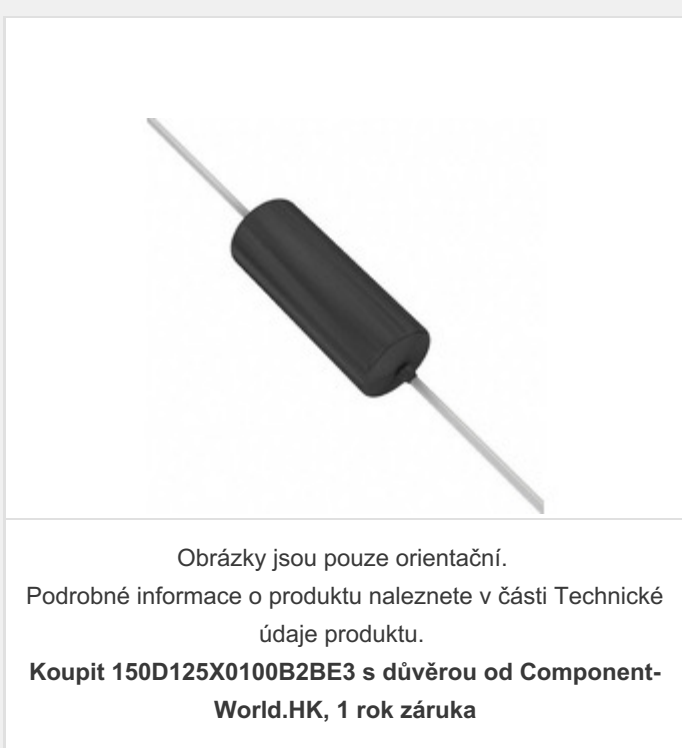 Obrázky jsou pouze orientační.
Podrobné informace o produktu naleznete v části Technické
údaje produktu.
Koupit 150D125X0100B2BE3 s důvěrou od Component-
World.HK, 1 rok záruka